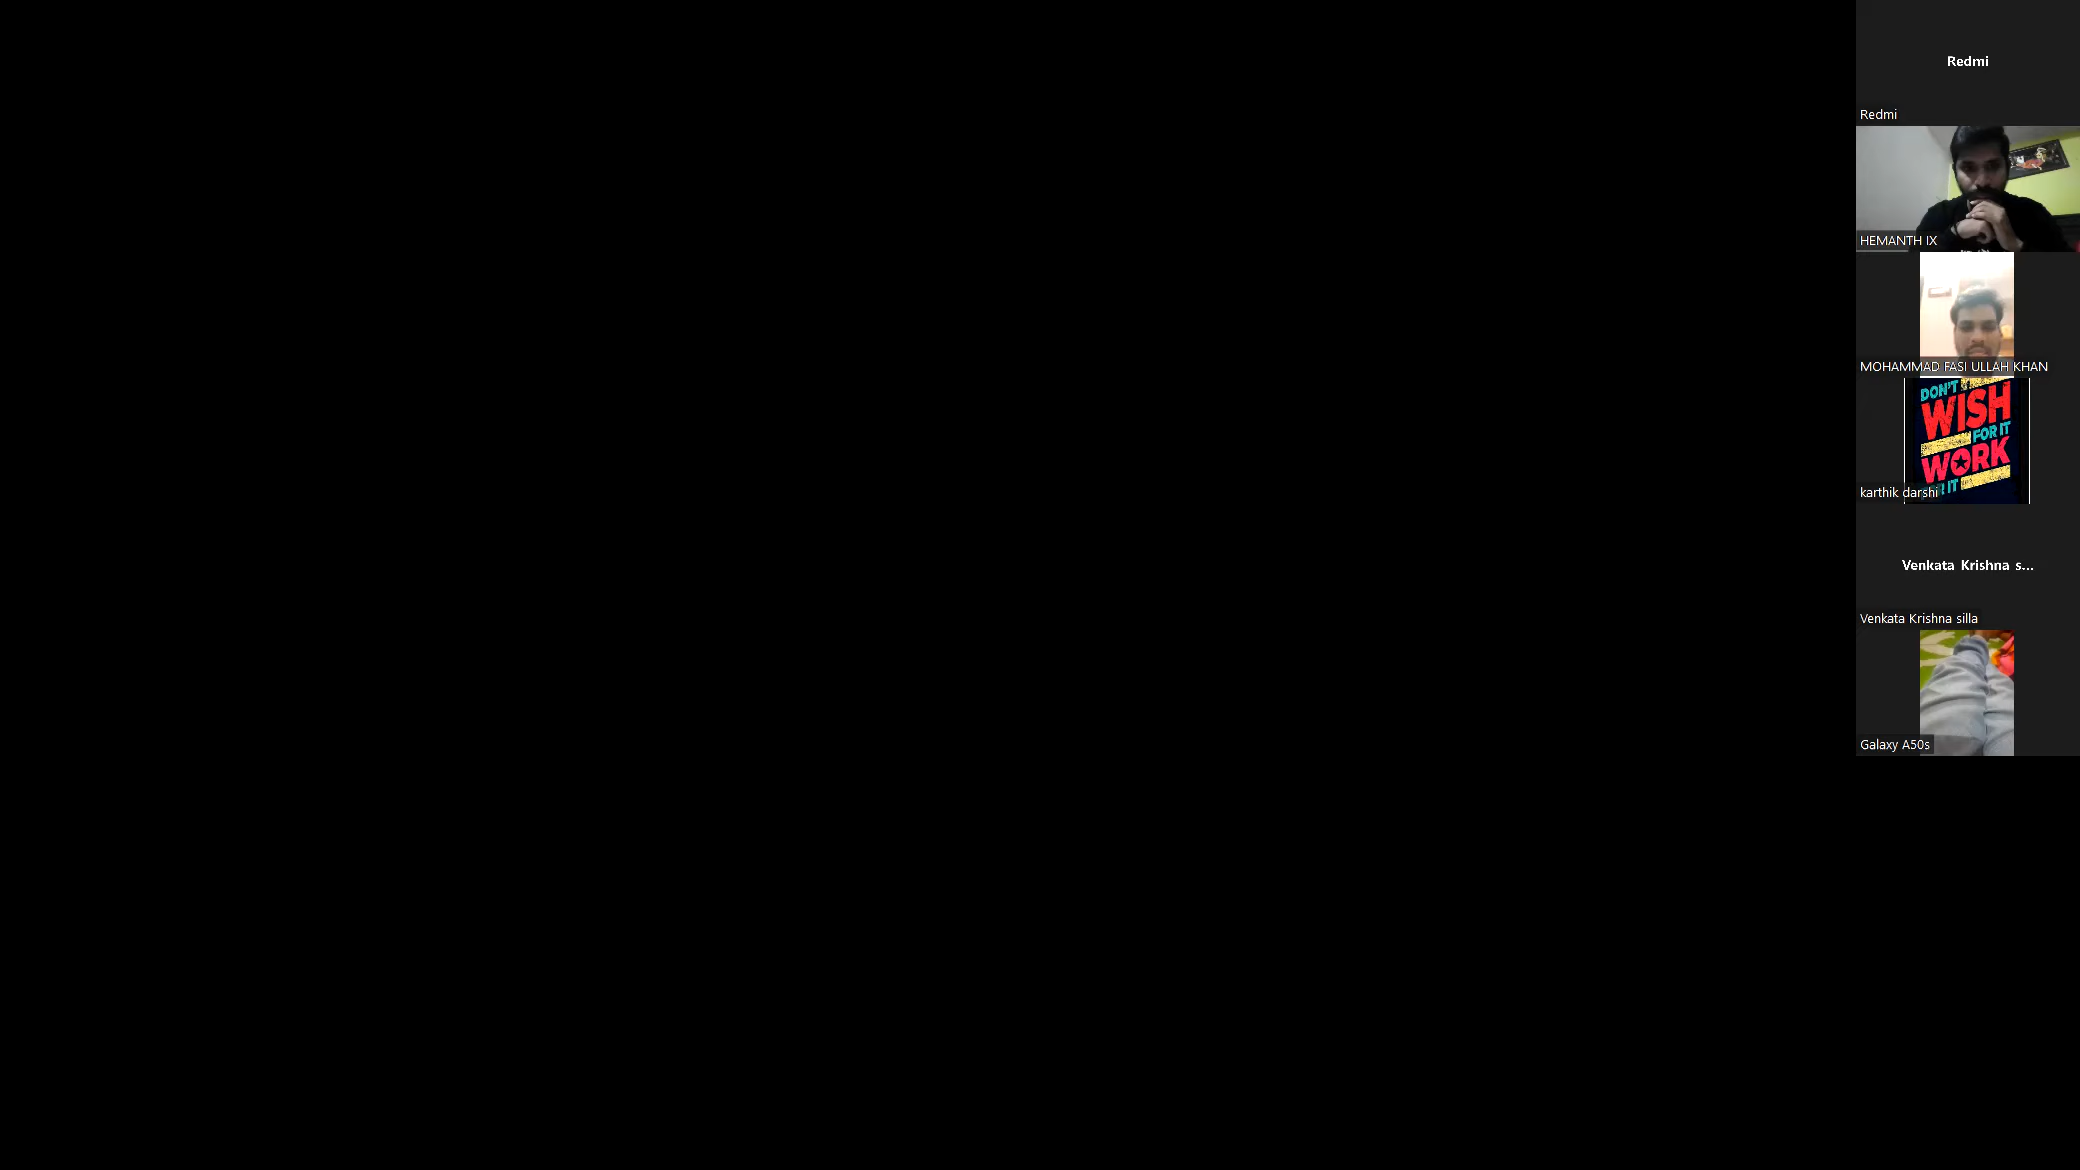 Redmi
Redmi
HEMANTH IX
MOHAMMAD FASI ULLAH KHAN
DON'T
WISH
FOR IT
WORK
IT
karthik darshi
Venkata Krishna s...
Venkata Krishna silla
Galaxy A50s